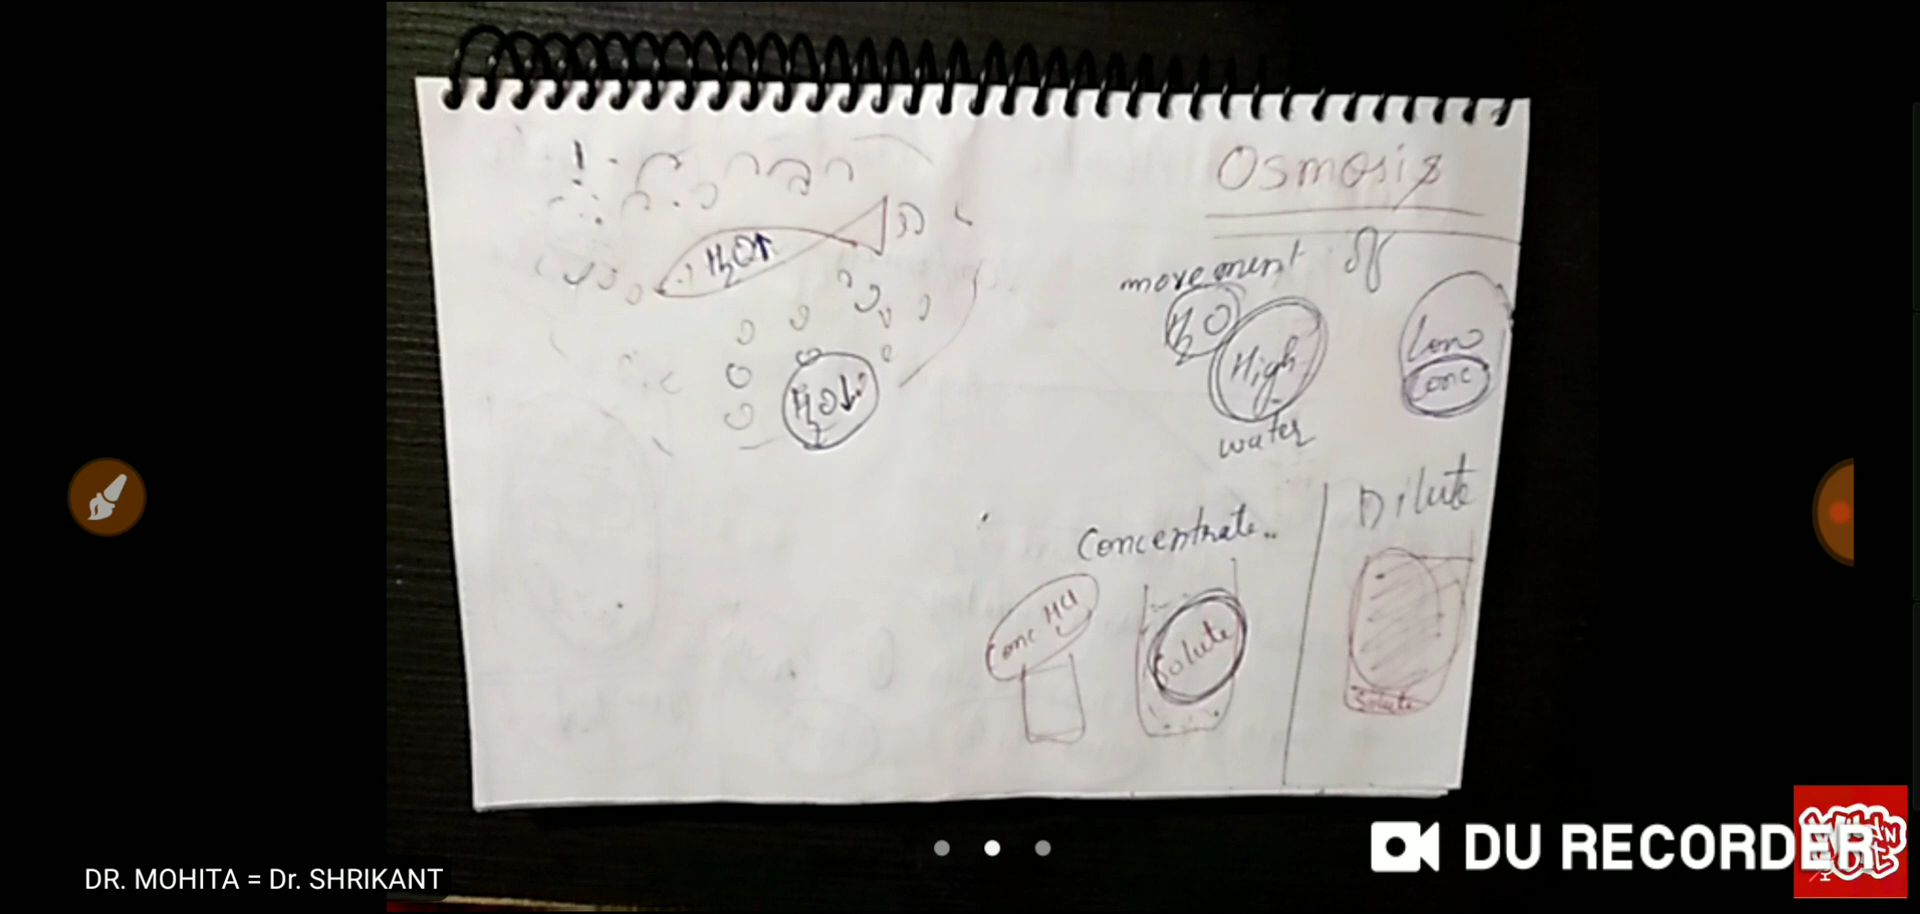 Osmosis
movement of
H2O
High
water
Low
conc
H2O↑
H2O↓
Concentrate..
Dilute
Conc HCl
Solute
Solute
DR. MOHITA = Dr. SHRIKANT
DU RECORDER